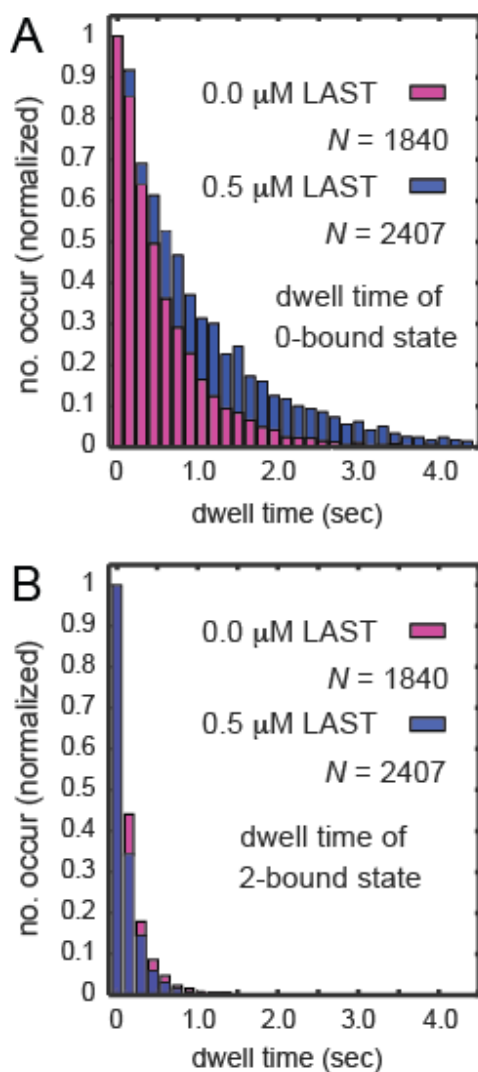 A
no. occur (normalized)
1
0.9
0.8
0.7
0.6
0.5
0.4
0.3
0.2
0.1
0
0.0 μM LAST
N = 1840
0.5 μM LAST
N = 2407
dwell time of
0-bound state
0 1.0 2.0 3.0 4.0
dwell time (sec)
B
no. occur (normalized)
1
0.9
0.8
0.7
0.6
0.5
0.4
0.3
0.2
0.1
0
0.0 μM LAST
N = 1840
0.5 μM LAST
N = 2407
dwell time of
2-bound state
0 1.0 2.0 3.0 4.0
dwell time (sec)